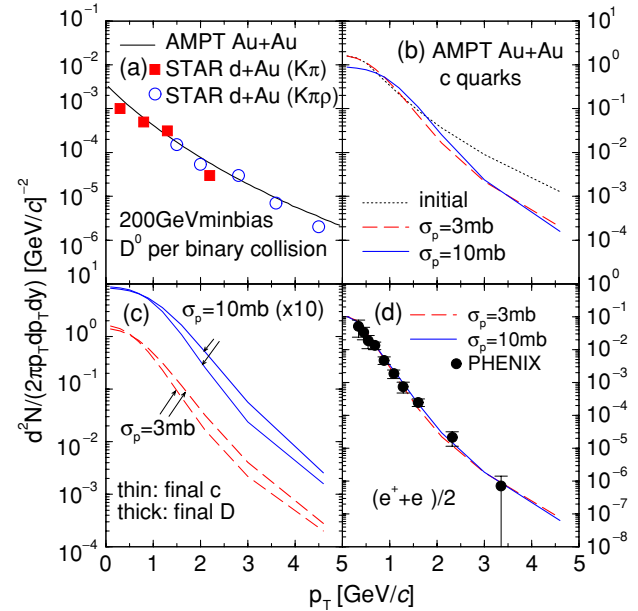 AMPT Au+Au
(a)
STAR d+Au (Kπ)
STAR d+Au (Kπρ)
200GeVminbias
D⁰ per binary collision
10⁻¹
10⁻²
10⁻³
10⁻⁴
10⁻⁵
10⁻⁶
(b)
AMPT Au+Au
c quarks
initial
σₚ=3mb
σₚ=10mb
10⁰
10¹
10⁰
10⁻¹
10⁻²
10⁻³
10⁻⁴
10¹
10⁰
10⁻¹
10⁻²
10⁻³
10⁻⁴
(c)
σₚ=10mb (x10)
σₚ=3mb
thin: final c
thick: final D
0 1 2 3 4 5
(d)
σₚ=3mb
σₚ=10mb
PHENIX
(e⁺+e )/2
10⁻¹
10⁻²
10⁻³
10⁻⁴
10⁻⁵
10⁻⁶
10⁻⁷
10⁻⁸
1 2 3 4 5
d²N/(2πp_T dp_T dy) [GeV/c]⁻²
p_T [GeV/c]